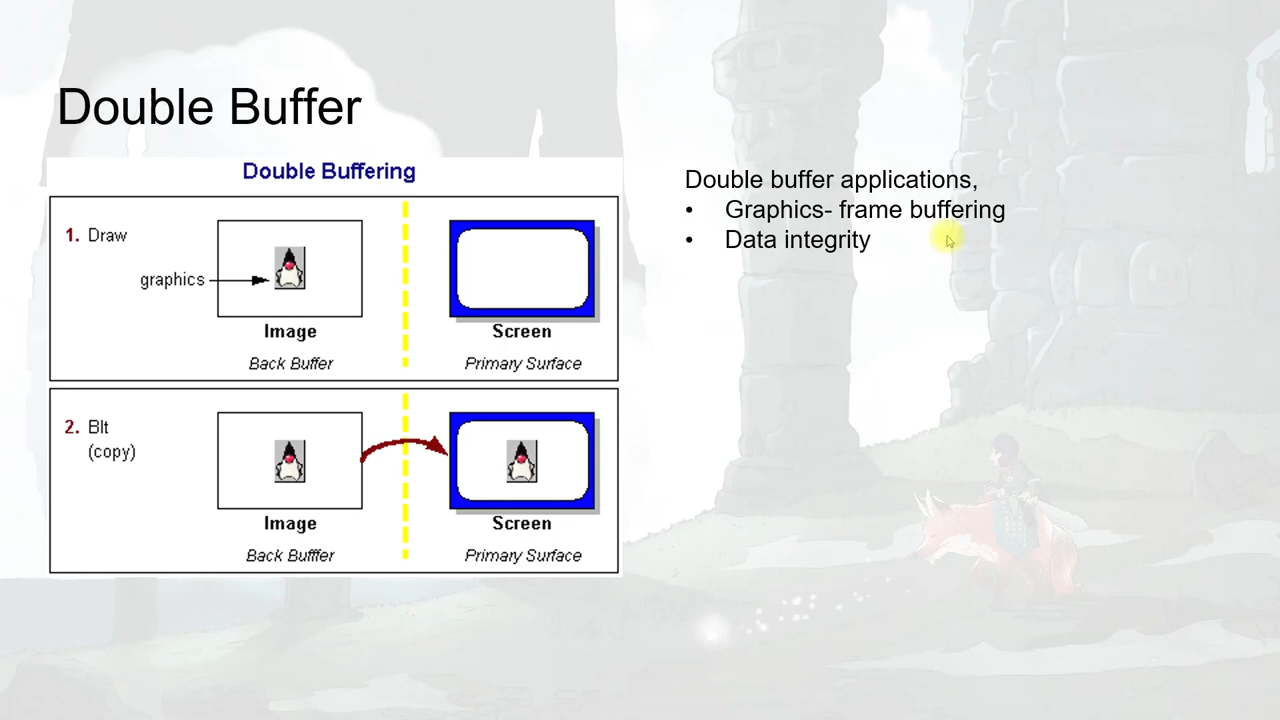 Double Buffer
Double Buffering
1. Draw
graphics
Image
Screen
Back Buffer
Primary Surface
2. Blt
(copy)
Image
Screen
Back Bufffer
Primary Surface
Double buffer applications,
• Graphics- frame buffering
• Data integrity